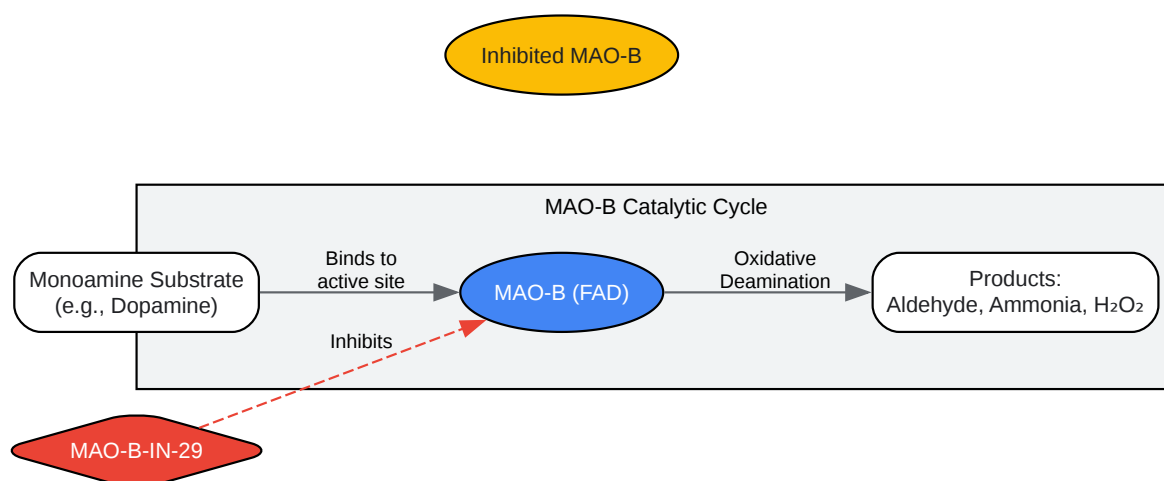 Inhibited MAO-B
MAO-B Catalytic Cycle
Monoamine Substrate
(e.g., Dopamine)
Binds to
active site
MAO-B (FAD)
Oxidative
Deamination
Products:
Aldehyde, Ammonia, H₂O₂
Inhibits
MAO-B-IN-29